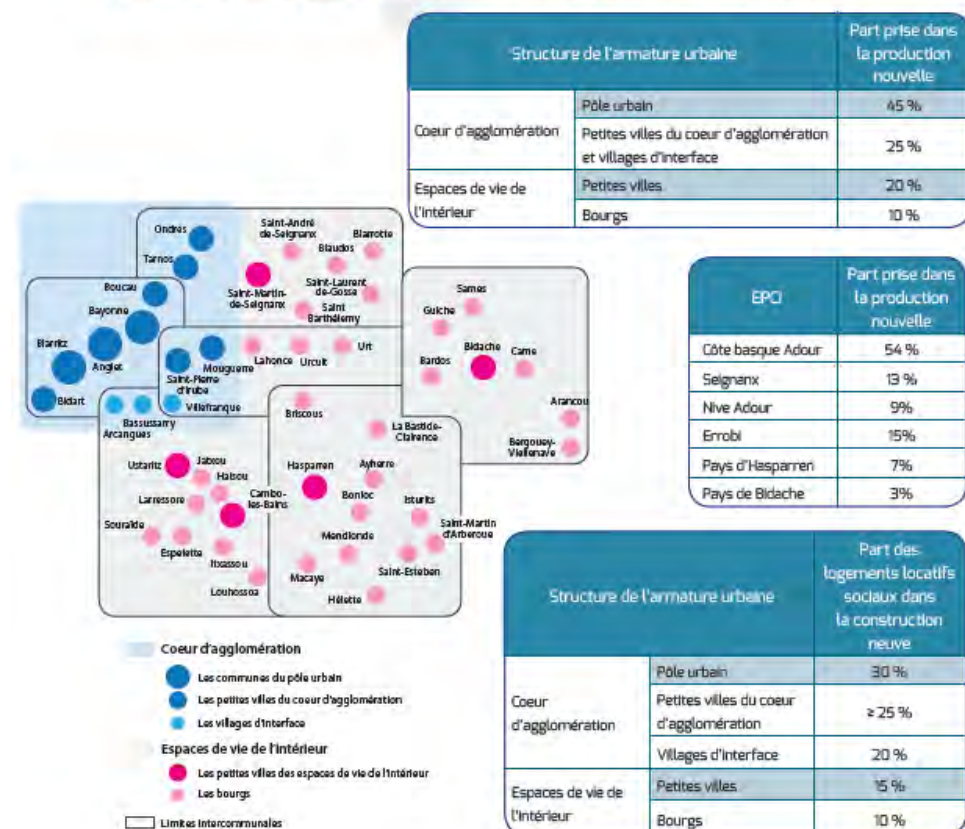 Structure de l'armature urbaine
Part prise dans
la production
nouvelle
Coeur d'agglomération
Pôle urbain
45 %
Petites villes du coeur d'agglomération
et villages d'interface
25 %
Espaces de vie de
l'intérieur
Petites villes
20 %
Bourgs
10 %
Ondres
Tarnos
Boucau
Bayonne
Biarritz
Anglet
Bidart
Saint-André
de-Seignanx
Biaudos
Biarrotte
Saint-Martin-
de-Seignanx
Saint-Laurent
de-Gosse
Saint
Barthélemy
Saint-Pierre
d'Irube
Mouguerre
Lahonce
Urcuit
Urt
Villefranque
Bassussarry
Arcangues
Sames
Guiche
Bidache
Came
Bardos
Arancou
Bergouey-
Viellenave
Briscous
La Bastide-
Clairence
Ustaritz
Jatxou
Halsou
Larressore
Cambo-
les-Bains
Souraïde
Espelette
Itxassou
Louhossoa
Hasparren
Ayherre
Bonloc
Isturits
Saint-Martin
d'Arberoue
Mendionde
Macaye
Saint-Esteben
Hélette
EPCI
Part prise dans
la production
nouvelle
Côte basque Adour
54 %
Seignanx
13 %
Nive Adour
9%
Errobi
15%
Pays d'Hasparren
7%
Pays de Bidache
3%
Coeur d'agglomération
Les communes du pôle urbain
Les petites villes du coeur d'agglomération
Les villages d'interface
Espaces de vie de l'intérieur
Les petites villes des espaces de vie de l'intérieur
Les bourgs
Limites intercommunales
Structure de l'armature urbaine
Part des
logements locatifs
sociaux dans
la construction
neuve
Coeur
d'agglomération
Pôle urbain
30 %
Petites villes du coeur
d'agglomération
≥ 25 %
Villages d'interface
20 %
Espaces de vie de
l'intérieur
Petites villes
15 %
Bourgs
10 %